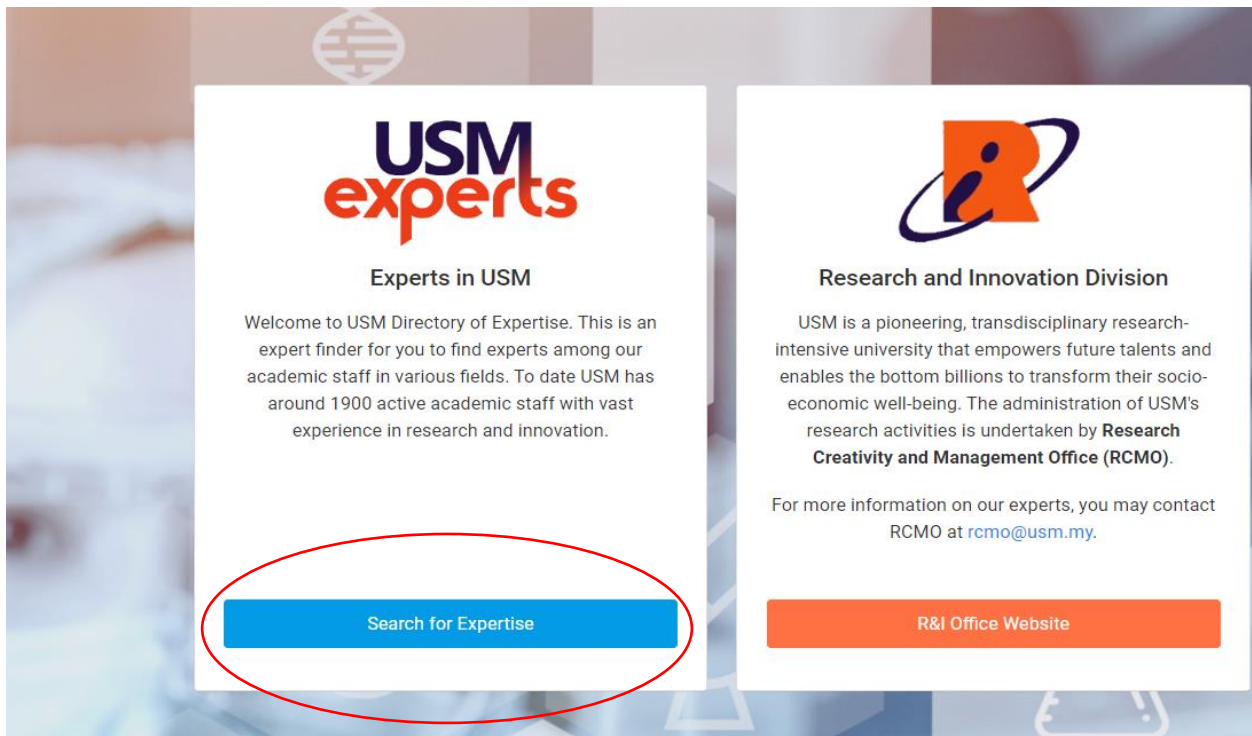 USM
experts
Experts in USM
Welcome to USM Directory of Expertise. This is an
expert finder for you to find experts among our
academic staff in various fields. To date USM has
around 1900 active academic staff with vast
experience in research and innovation.
Search for Expertise
iR
Research and Innovation Division
USM is a pioneering, transdisciplinary research-
intensive university that empowers future talents and
enables the bottom billions to transform their socio-
economic well-being. The administration of USM's
research activities is undertaken by Research
Creativity and Management Office (RCMO).
For more information on our experts, you may contact
RCMO at rcmo@usm.my.
R&I Office Website